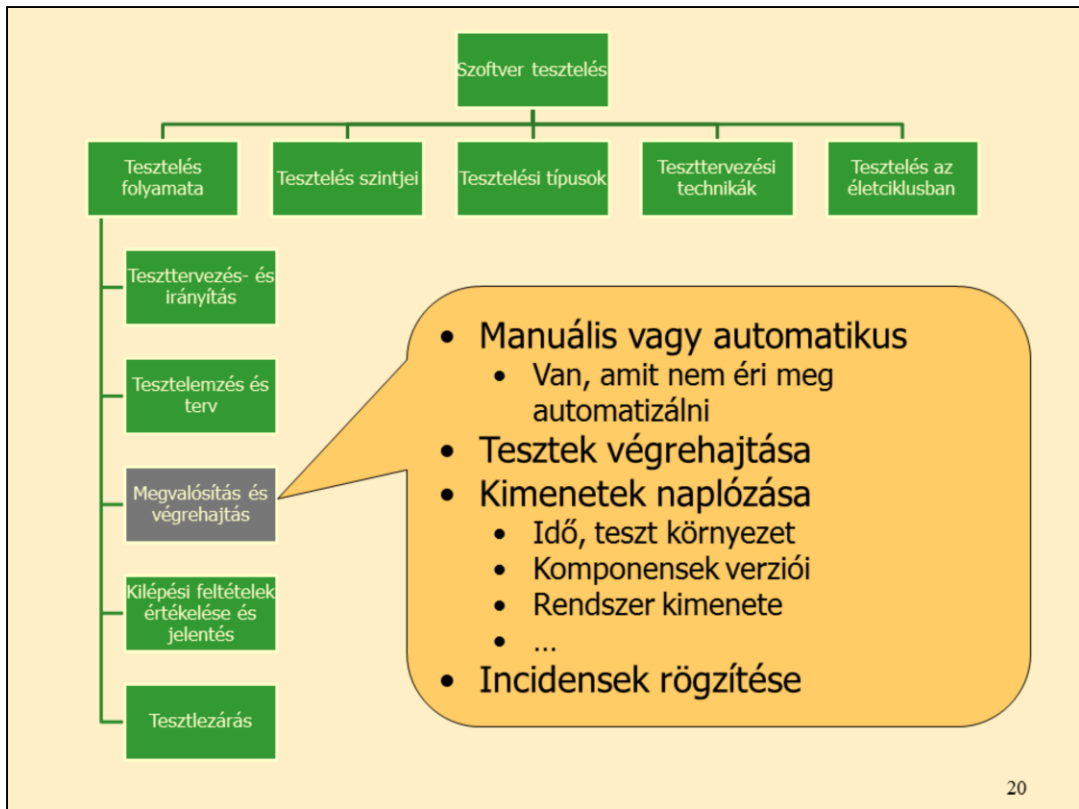 Szoftver tesztelés
Tesztelés
folyamata
Tesztelés szintjei
Tesztelési típusok
Teszttervezési
technikák
Tesztelés az
életciklusban
Teszttervezés- és
irányítás
Tesztelemzés és
terv
Megvalósítás és
végrehajtás
Kilépési feltételek
értékelése és
jelentés
Tesztlezárás
• Manuális vagy automatikus
• Van, amit nem éri meg
automatizálni
• Tesztek végrehajtása
• Kimenetek naplózása
• Idő, teszt környezet
• Komponensek verziói
• Rendszer kimenete
• ...
• Incidensek rögzítése
20